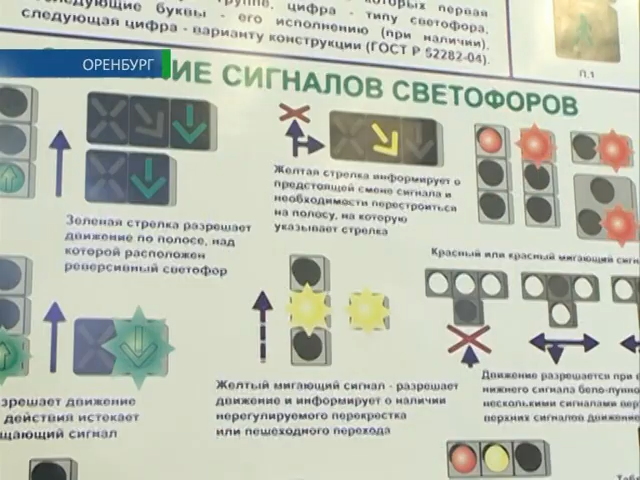 которых первая
цифра - типу светофора,
следующие буквы - его исполнению (при наличии).
следующая цифра - варианту конструкции (ГОСТ Р 52282-04).
П.1
ОРЕНБУРГ
ИЕ СИГНАЛОВ СВЕТОФОРОВ
Зеленая стрелка разрешает
движение по полосе, над
которой расположен
реверсивный светофор
Желтая стрелка информирует о
предстоящей смене сигнала и
необходимости перестроиться
на полосу, на которую
указывает стрелка
Красный или красный мигающий сигн
зрешает движение
действия истекает
щающий сигнал
Желтый мигающий сигнал - разрешает
движение и информирует о наличии
нерегулируемого перекрестка
или пешеходного перехода
Движение разрешается при
нижнего сигнала бело-лунно
несколькими сигналами вер
верхних сигналов движение